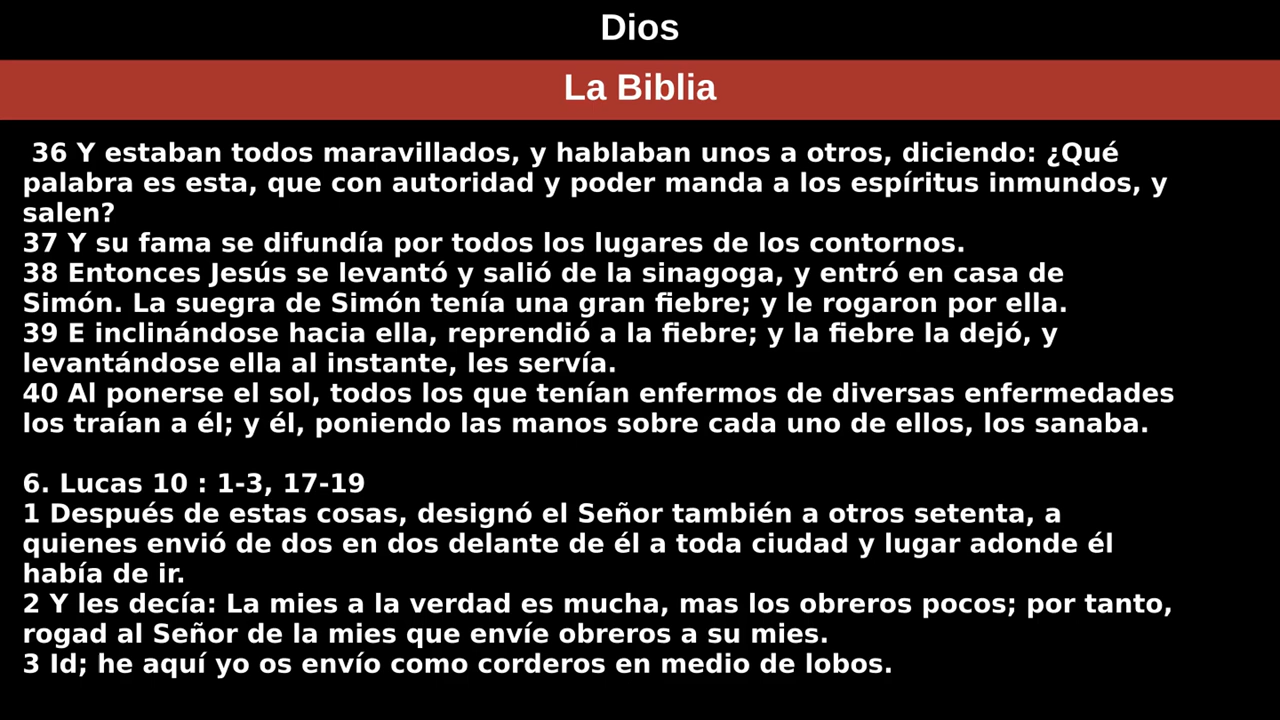 Dios
La Biblia
36 Y estaban todos maravillados, y hablaban unos a otros, diciendo: ¿Qué
palabra es esta, que con autoridad y poder manda a los espíritus inmundos, y
salen?
37 Y su fama se difundía por todos los lugares de los contornos.
38 Entonces Jesús se levantó y salió de la sinagoga, y entró en casa de
Simón. La suegra de Simón tenía una gran fiebre; y le rogaron por ella.
39 E inclinándose hacia ella, reprendió a la fiebre; y la fiebre la dejó, y
levantándose ella al instante, les servía.
40 Al ponerse el sol, todos los que tenían enfermos de diversas enfermedades
los traían a él; y él, poniendo las manos sobre cada uno de ellos, los sanaba.
6. Lucas 10 : 1-3, 17-19
1 Después de estas cosas, designó el Señor también a otros setenta, a
quienes envió de dos en dos delante de él a toda ciudad y lugar adonde él
había de ir.
2 Y les decía: La mies a la verdad es mucha, mas los obreros pocos; por tanto,
rogad al Señor de la mies que envíe obreros a su mies.
3 Id; he aquí yo os envío como corderos en medio de lobos.